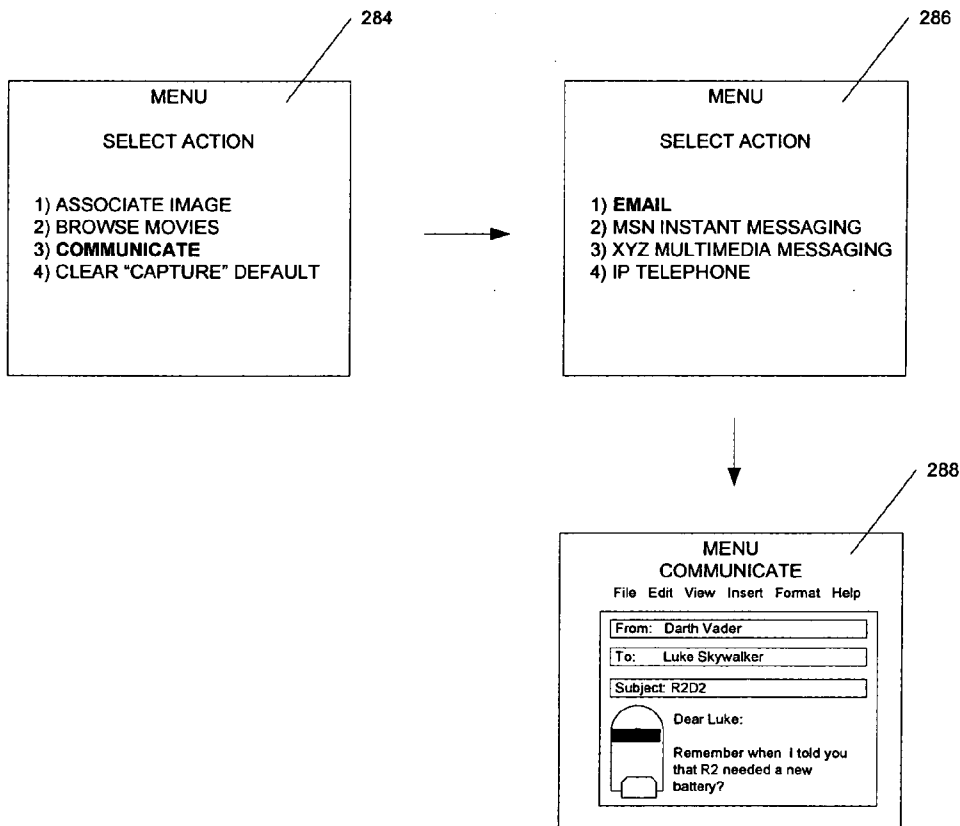 284
MENU
SELECT ACTION
1) ASSOCIATE IMAGE
2) BROWSE MOVIES
3) COMMUNICATE
4) CLEAR "CAPTURE" DEFAULT
286
MENU
SELECT ACTION
1) EMAIL
2) MSN INSTANT MESSAGING
3) XYZ MULTIMEDIA MESSAGING
4) IP TELEPHONE
288
MENU
COMMUNICATE
File Edit View Insert Format Help
From: Darth Vader
To: Luke Skywalker
Subject: R2D2
Dear Luke:
Remember when I told you
that R2 needed a new
battery?